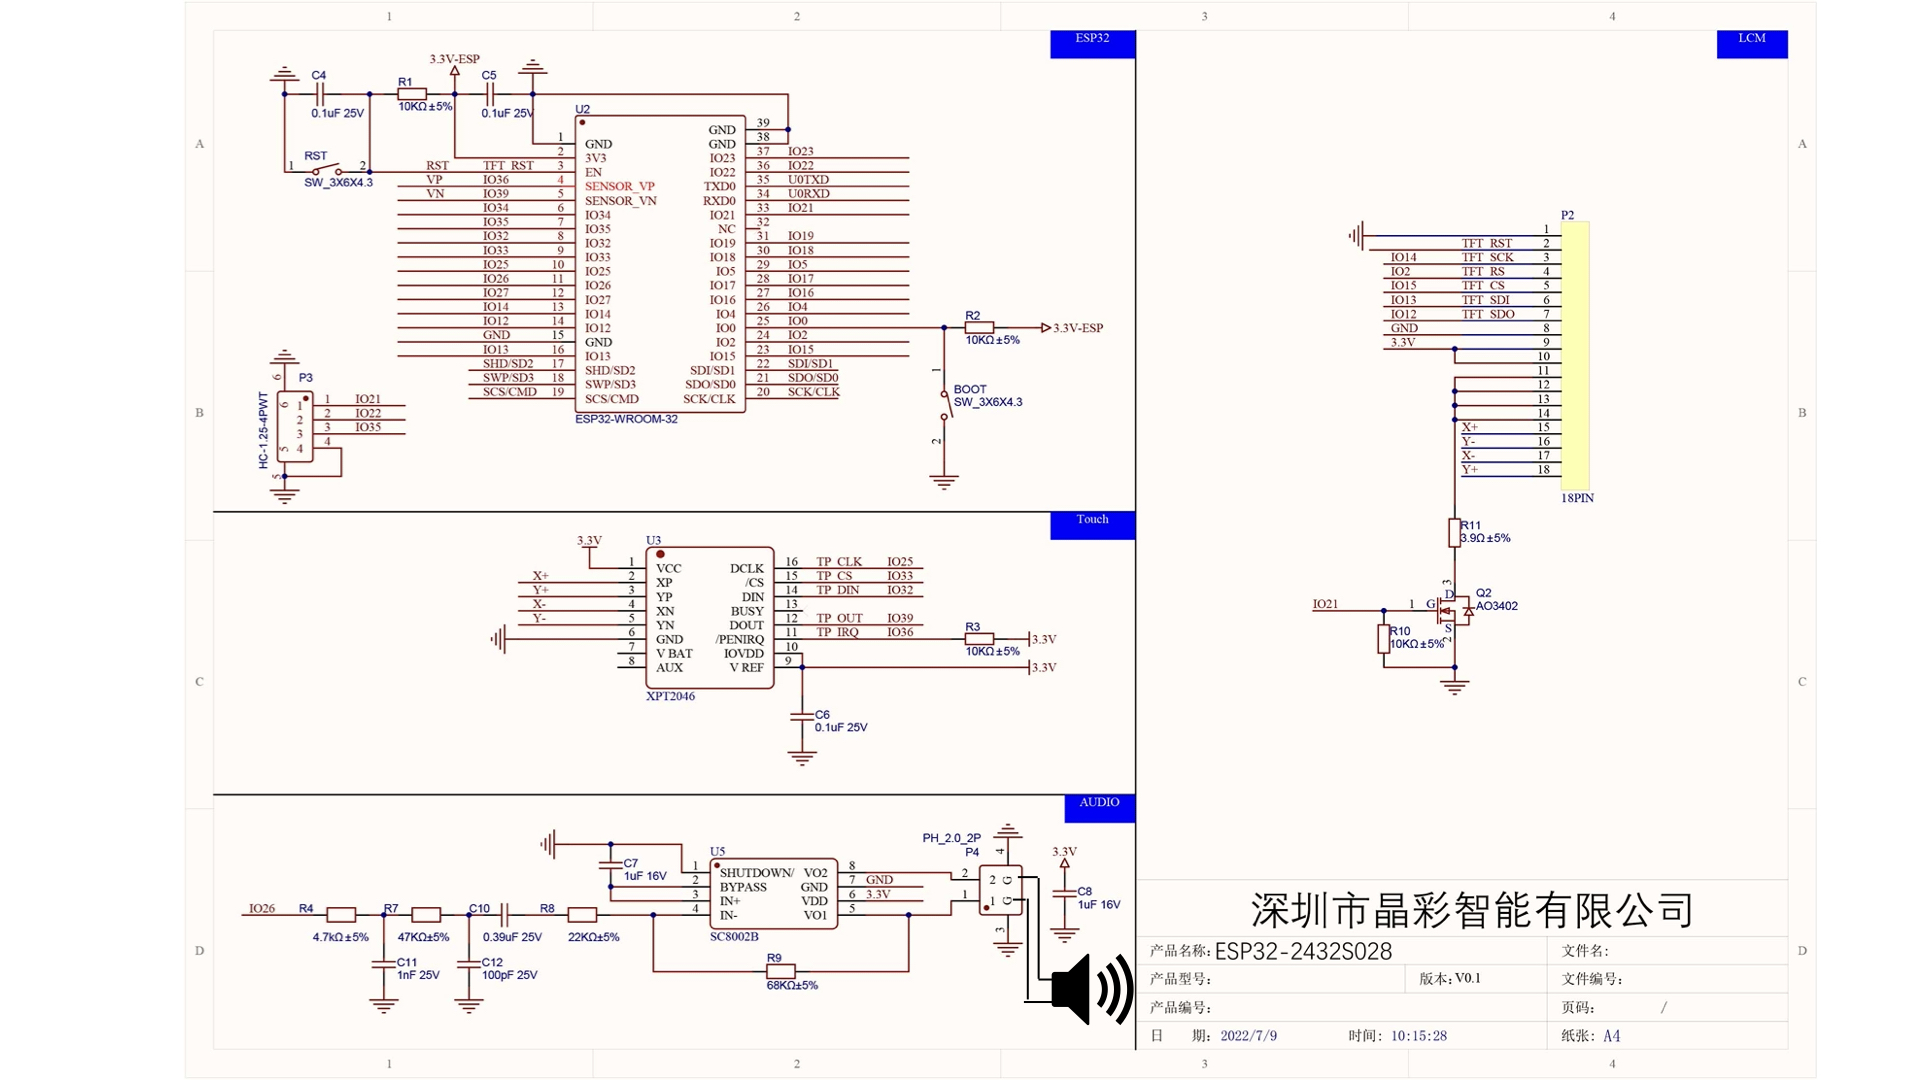 1 2 3 4
ESP32
LCM
A A
B B
C C
D D
3.3V-ESP
C4
0.1uF 25V
R1
10KΩ±5%
C5
0.1uF 25V
RST
1 2
SW_3X6X4.3
U2
GND 39
1 GND GND 38
2 3V3 IO23 37 IO23
RST TFT_RST 3 EN IO22 36 IO22
VP IO36 4 SENSOR_VP TXD0 35 U0TXD
VN IO39 5 SENSOR_VN RXD0 34 U0RXD
IO34 6 IO34 IO21 33 IO21
IO35 7 IO35 NC 32
IO32 8 IO32 IO19 31 IO19
IO33 9 IO33 IO18 30 IO18
IO25 10 IO25 IO5 29 IO5
IO26 11 IO26 IO17 28 IO17
IO27 12 IO27 IO16 27 IO16
IO14 13 IO14 IO4 26 IO4
IO12 14 IO12 IO0 25 IO0
GND 15 GND IO2 24 IO2
IO13 16 IO13 IO15 23 IO15
SHD/SD2 17 SHD/SD2 SDI/SD1 22 SDI/SD1
SWP/SD3 18 SWP/SD3 SDO/SD0 21 SDO/SD0
SCS/CMD 19 SCS/CMD SCK/CLK 20 SCK/CLK
ESP32-WROOM-32
R2
10KΩ±5%
3.3V-ESP
1
BOOT
SW_3X6X4.3
2
P3
HC-1.25-4PWT
6
6 1 1 IO21
2 2 IO22
3 3 IO35
5 4 4
5
P2
1
TFT_RST 2
IO14 TFT_SCK 3
IO2 TFT_RS 4
IO15 TFT_CS 5
IO13 TFT_SDI 6
IO12 TFT_SDO 7
GND 8
3.3V 9
10
11
12
13
14
X+ 15
Y- 16
X- 17
Y+ 18
18PIN
R11
3.9Ω±5%
3
D
IO21 1 G
Q2
AO3402
S
2
R10
10KΩ±5%
Touch
3.3V
U3
1 VCC DCLK 16 TP_CLK IO25
X+ 2 XP /CS 15 TP_CS IO33
Y+ 3 YP DIN 14 TP_DIN IO32
X- 4 XN BUSY 13
Y- 5 YN DOUT 12 TP_OUT IO39
6 GND /PENIRQ 11 TP_IRQ IO36
7 V BAT IOVDD 10
8 AUX V REF 9
XPT2046
R3
10KΩ±5%
3.3V
3.3V
C6
0.1uF 25V
AUDIO
U5
C7
1uF 16V
1 SHUTDOWN/ VO2 8
2 BYPASS GND 7 GND
3 IN+ VDD 6 3.3V
4 IN- VO1 5
SC8002B
IO26
R4
4.7kΩ±5%
R7
47KΩ±5%
C10
0.39uF 25V
R8
22KΩ±5%
C11
1nF 25V
C12
100pF 25V
R9
68KΩ±5%
PH_2.0_2P
P4
4
2 2 G
1 1 G
3
3.3V
C8
1uF 16V
深圳市晶彩智能有限公司
产品名称: ESP32-2432S028 文件名:
产品型号: 版本: V0.1 文件编号:
产品编号: 页码: /
日 期: 2022/7/9 时间: 10:15:28 纸张: A4
1 2 3 4